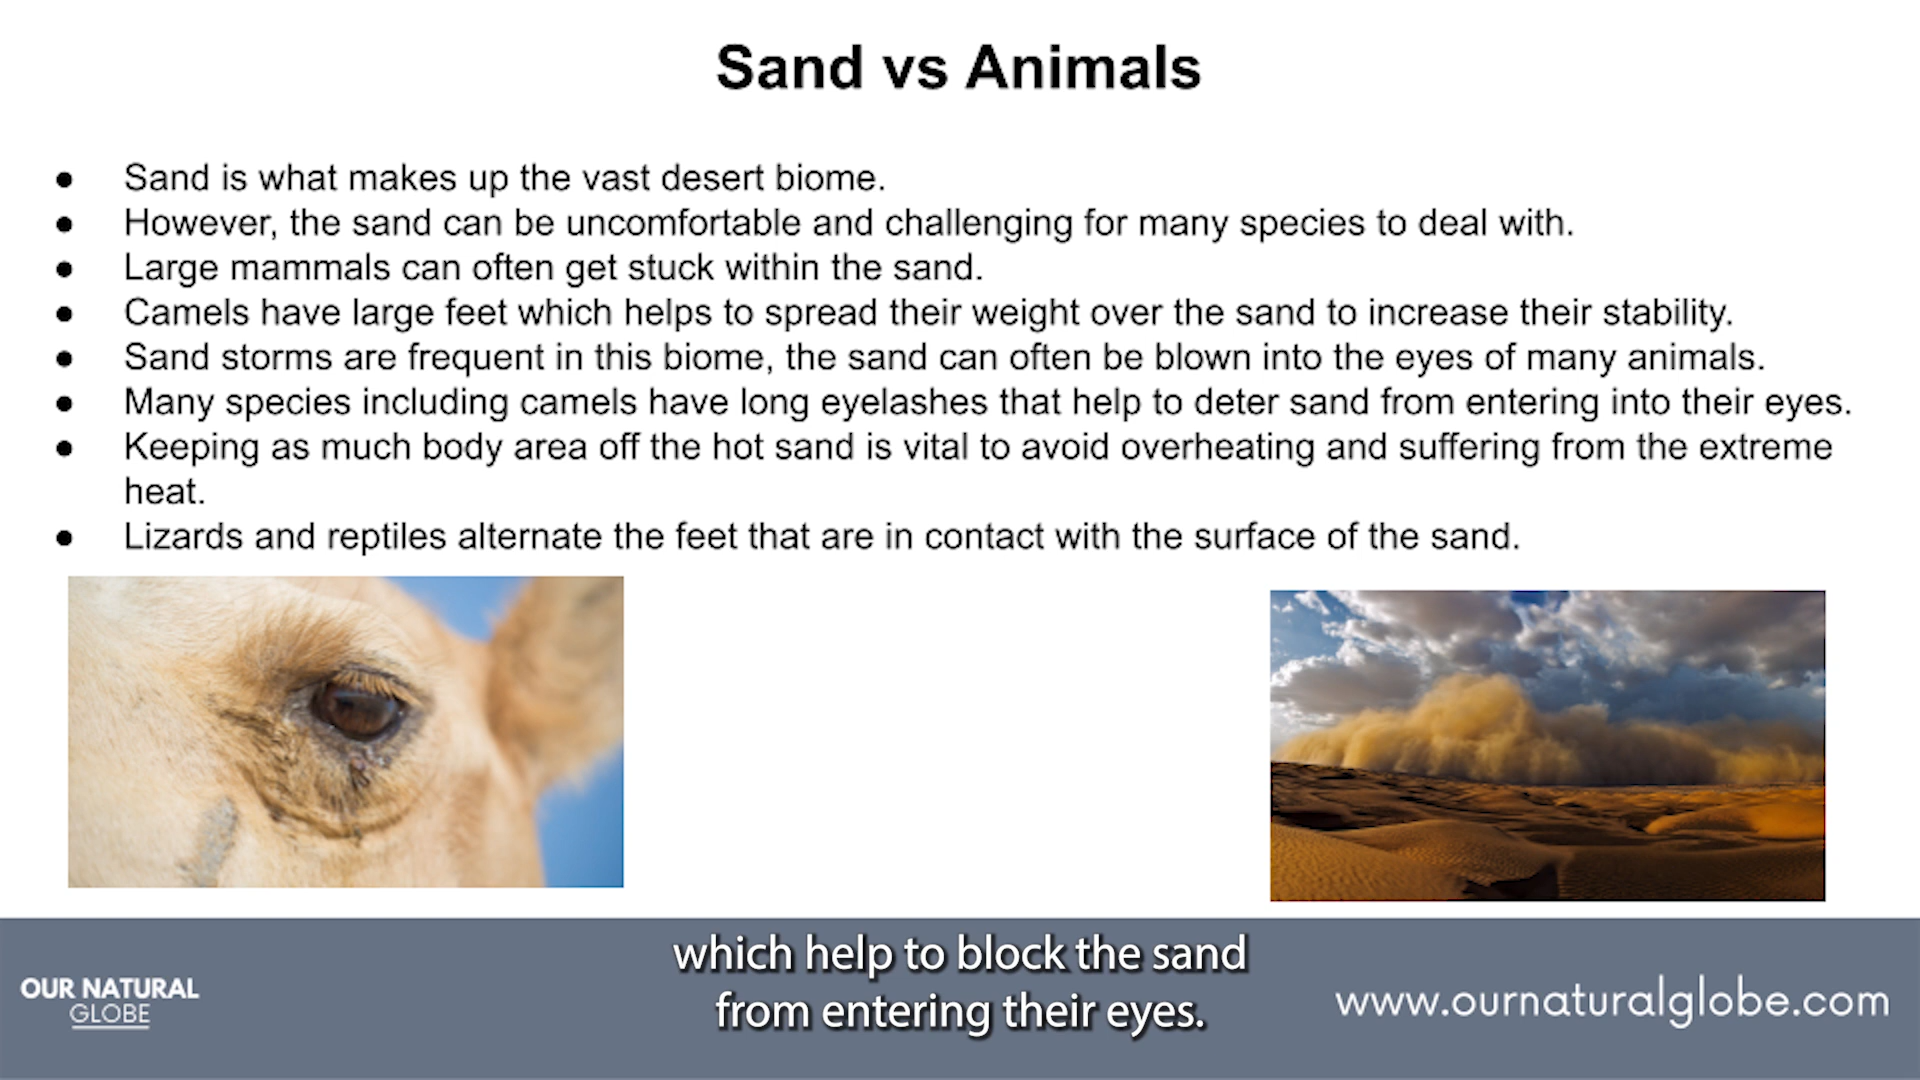 Sand vs Animals
● Sand is what makes up the vast desert biome.
● However, the sand can be uncomfortable and challenging for many species to deal with.
● Large mammals can often get stuck within the sand.
● Camels have large feet which helps to spread their weight over the sand to increase their stability.
● Sand storms are frequent in this biome, the sand can often be blown into the eyes of many animals.
● Many species including camels have long eyelashes that help to deter sand from entering into their eyes.
● Keeping as much body area off the hot sand is vital to avoid overheating and suffering from the extreme
heat.
● Lizards and reptiles alternate the feet that are in contact with the surface of the sand.
which help to block the sand
from entering their eyes.
OUR NATURAL
GLOBE
www.ournaturalglobe.com